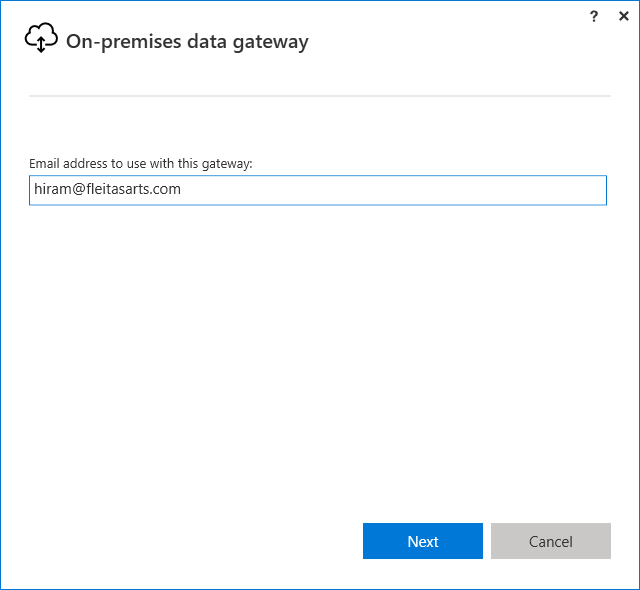 ?
On-premises data gateway
Email address to use with this gateway:
hiram@fleitasarts.com
Next
Cancel